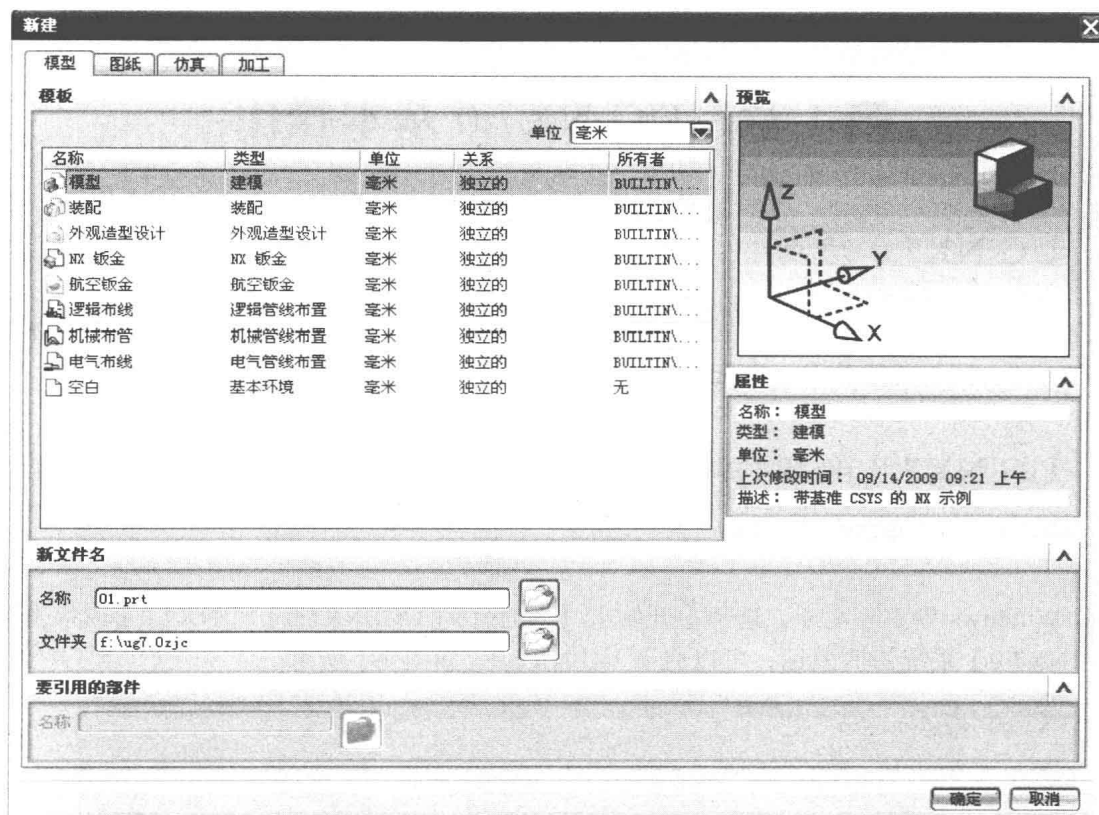 新建
模型 图纸 仿真 加工
模板
单位 毫米
名称 类型 单位 关系 所有者
模型 建模 毫米 独立的 BUILTIN\...
装配 装配 毫米 独立的 BUILTIN\...
外观造型设计 外观造型设计 毫米 独立的 BUILTIN\...
NX 钣金 NX 钣金 毫米 独立的 BUILTIN\...
航空钣金 航空钣金 毫米 独立的 BUILTIN\...
逻辑布线 逻辑管线布置 毫米 独立的 BUILTIN\...
机械布管 机械管线布置 毫米 独立的 BUILTIN\...
电气布线 电气管线布置 毫米 独立的 BUILTIN\...
空白 基本环境 毫米 独立的 无
预览
Z
Y
X
属性
名称: 模型
类型: 建模
单位: 毫米
上次修改时间: 09/14/2009 09:21 上午
描述: 带基准 CSYS 的 NX 示例
新文件名
名称 01.prt
文件夹 f:\ug7.0zjc
要引用的部件
名称
确定 取消